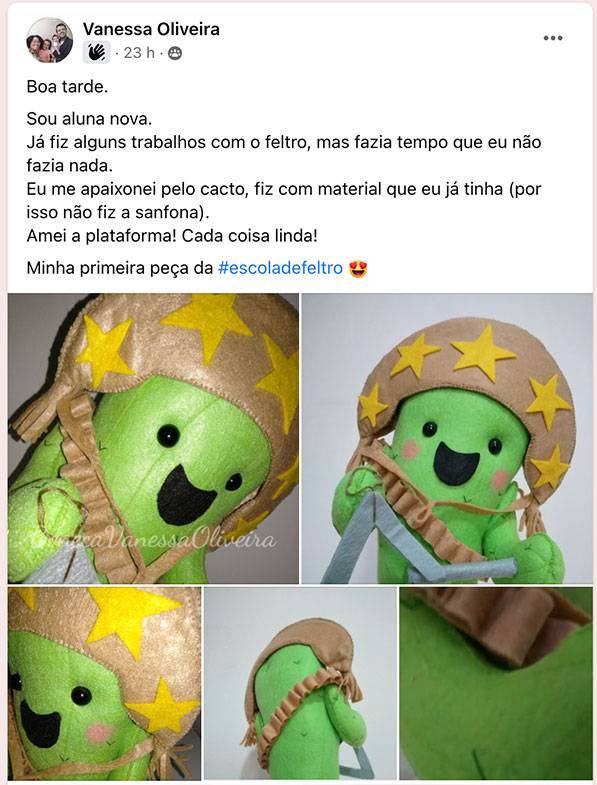 Vanessa Oliveira
· 23 h ·
Boa tarde.
Sou aluna nova.
Já fiz alguns trabalhos com o feltro, mas fazia tempo que eu não
fazia nada.
Eu me apaixonei pelo cacto, fiz com material que eu já tinha (por
isso não fiz a sanfona).
Amei a plataforma! Cada coisa linda!
Minha primeira peça da #escoladefeltro 😍
VanessaOliveira